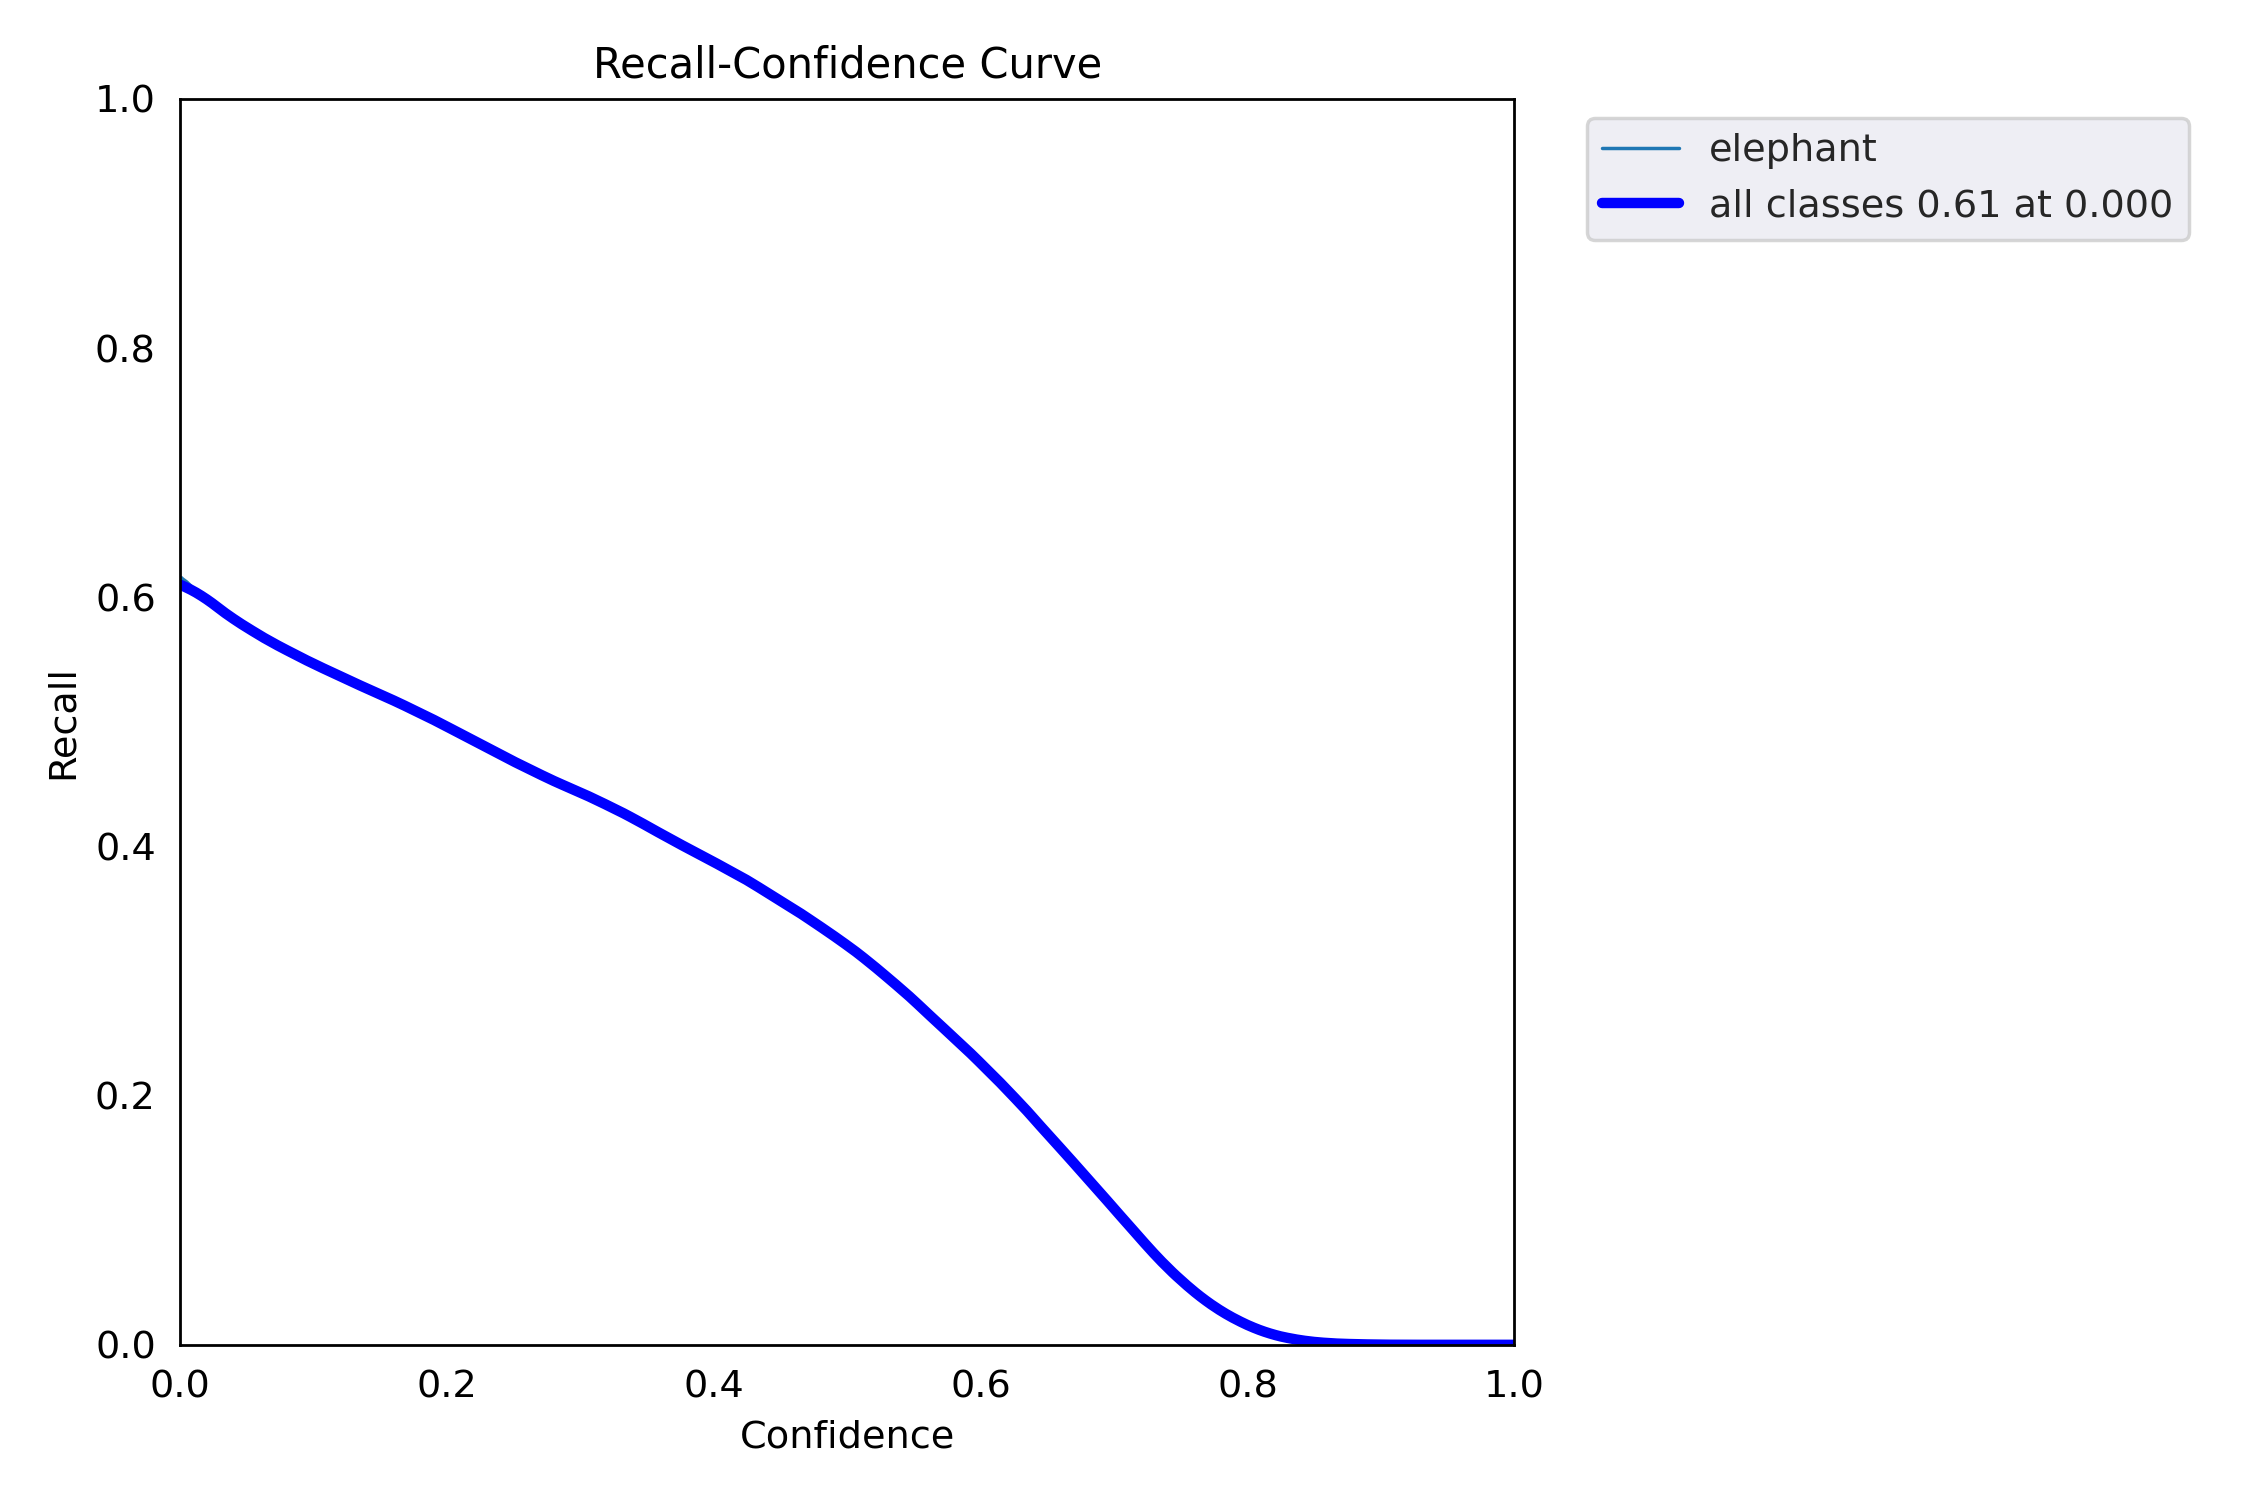 Recall-Confidence Curve
1.0
0.8
0.6
0.4
0.2
0.0
Recall
0.0 0.2 0.4 0.6 0.8 1.0
Confidence
elephant
all classes 0.61 at 0.000